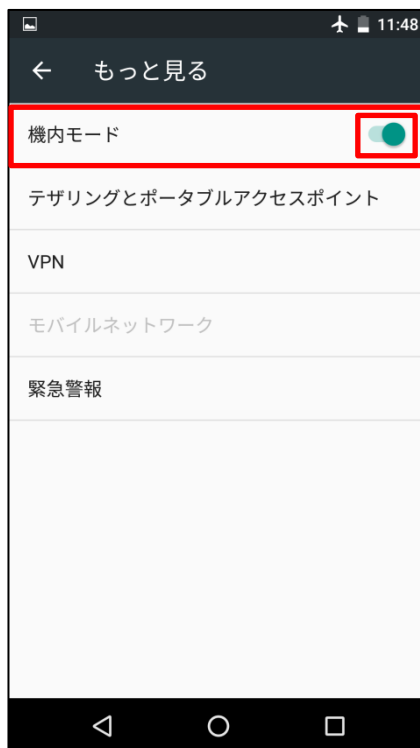 11:48
もっと見る
機内モード
テザリングとポータブルアクセスポイント
VPN
モバイルネットワーク
緊急警報